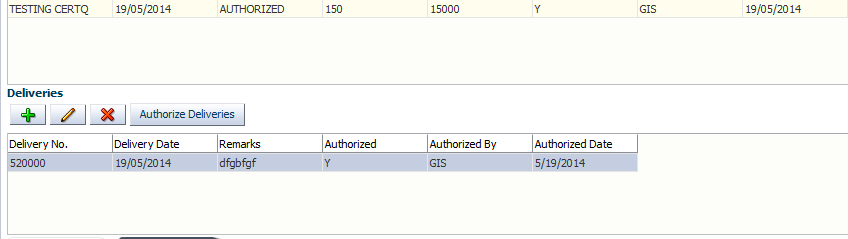 TESTING CERTQ 19/05/2014 AUTHORIZED 150 15000 Y GIS 19/05/2014
Deliveries
Authorize Deliveries
Delivery No. Delivery Date Remarks Authorized Authorized By Authorized Date
520000 19/05/2014 dfgbfgf Y GIS 5/19/2014